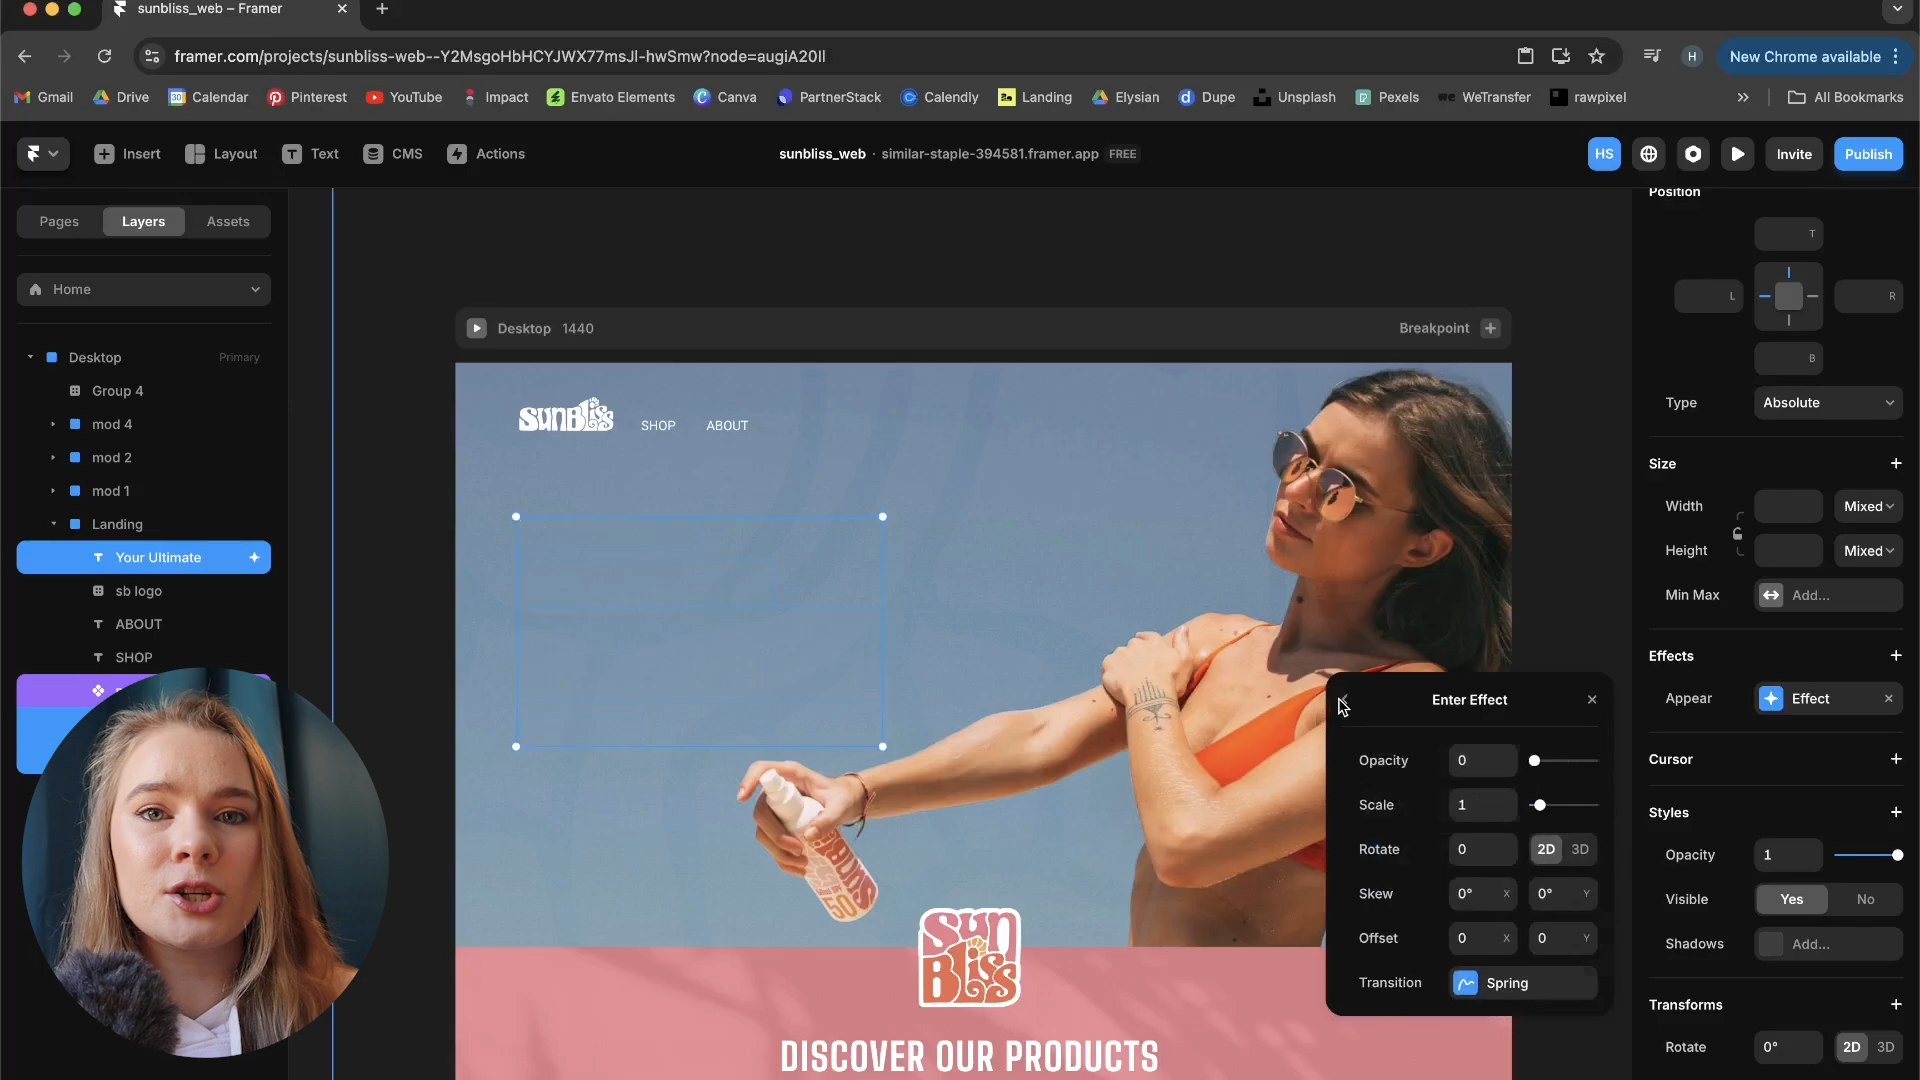 sunbliss_web – Framer
framer.com/projects/sunbliss-web--Y2MsgoHbHCYJWX77msJl-hwSmw?node=augiA20Il
H
New Chrome available
Gmail
Drive
Calendar
Pinterest
YouTube
Impact
Envato Elements
Canva
PartnerStack
Calendly
Landing
Elysian
Dupe
Unsplash
Pexels
WeTransfer
rawpixel
All Bookmarks
Insert
Layout
Text
CMS
Actions
sunbliss_web · similar-staple-394581.framer.app FREE
HS
Invite
Publish
Pages
Layers
Assets
Home
Desktop Primary
Group 4
mod 4
mod 2
mod 1
Landing
Your Ultimate
sb logo
ABOUT
SHOP
Desktop 1440
Breakpoint
SUNBliss
SHOP
ABOUT
50
Sun
Bliss
DISCOVER OUR PRODUCTS
Enter Effect
Opacity 0
Scale 1
Rotate 0 2D 3D
Skew 0° X 0° Y
Offset 0 X 0 Y
Transition Spring
Position
T
L
R
B
Type Absolute
Size
Width Mixed
Height Mixed
Min Max Add...
Effects
Appear Effect
Cursor
Styles
Opacity 1
Visible Yes No
Shadows Add...
Transforms
Rotate 0° 2D 3D